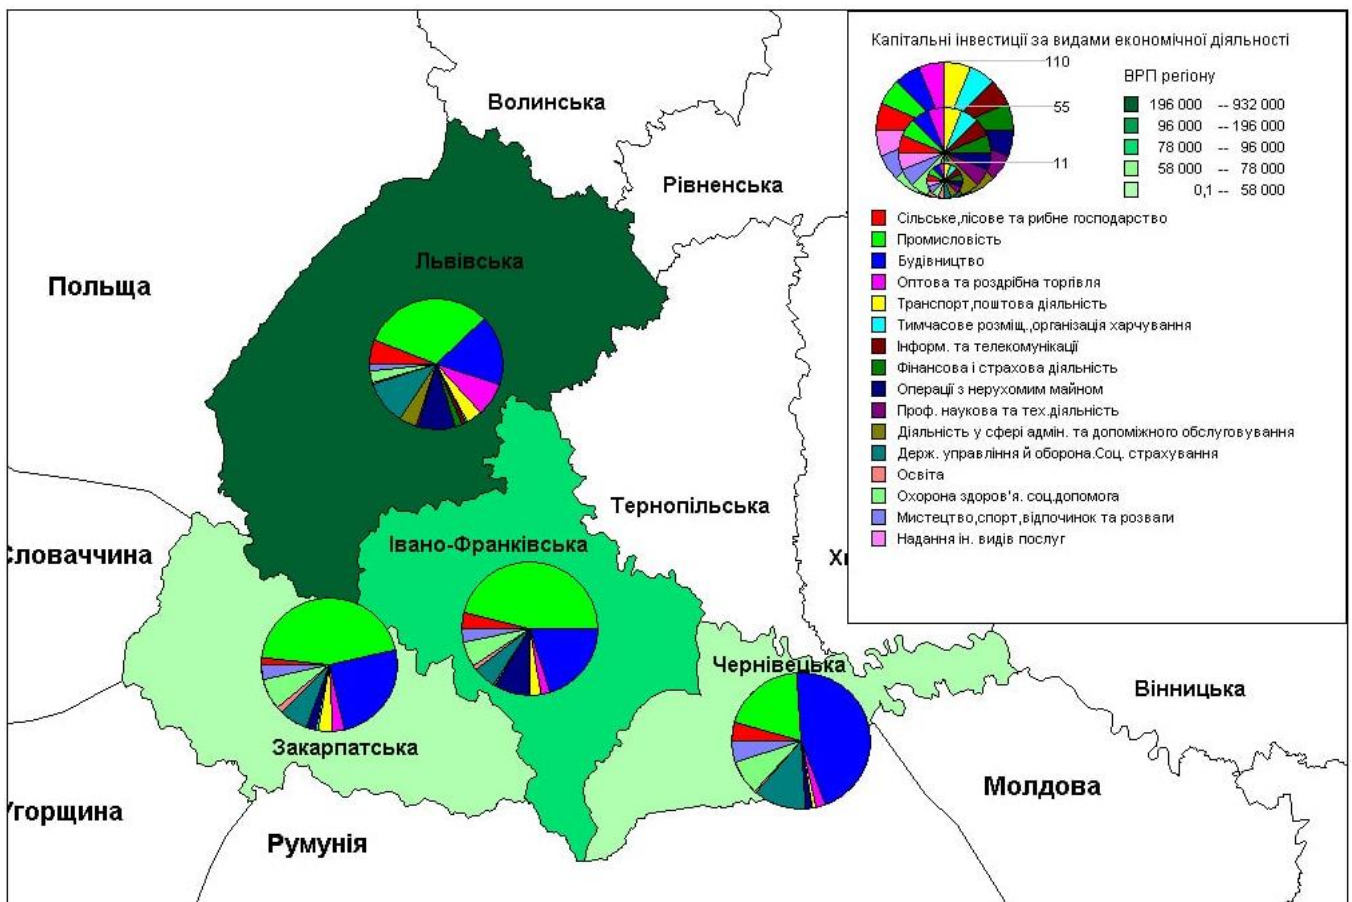 Капітальні інвестиції за видами економічної діяльності
110
55
11
ВРП регіону
196 000 -- 932 000
96 000 -- 196 000
78 000 -- 96 000
58 000 -- 78 000
0,1 -- 58 000
Сільське,лісове та рибне господарство
Промисловість
Будівництво
Оптова та роздрібна торгівля
Транспорт,поштова діяльність
Тимчасове розміщ.,організація харчування
Інформ. та телекомунікації
Фінансова і страхова діяльність
Операції з нерухомим майном
Проф. наукова та тех.діяльність
Діяльність у сфері адмін. та допоміжного обслуговування
Держ. управління й оборона.Соц. страхування
Освіта
Охорона здоров'я. соц.допомога
Мистецтво,спорт,відпочинок та розваги
Надання ін. видів послуг
Волинська
Рівненська
Львівська
Польща
Тернопільська
Івано-Франківська
Словаччина
Хм
Чернівецька
Вінницька
Закарпатська
Молдова
Угорщина
Румунія